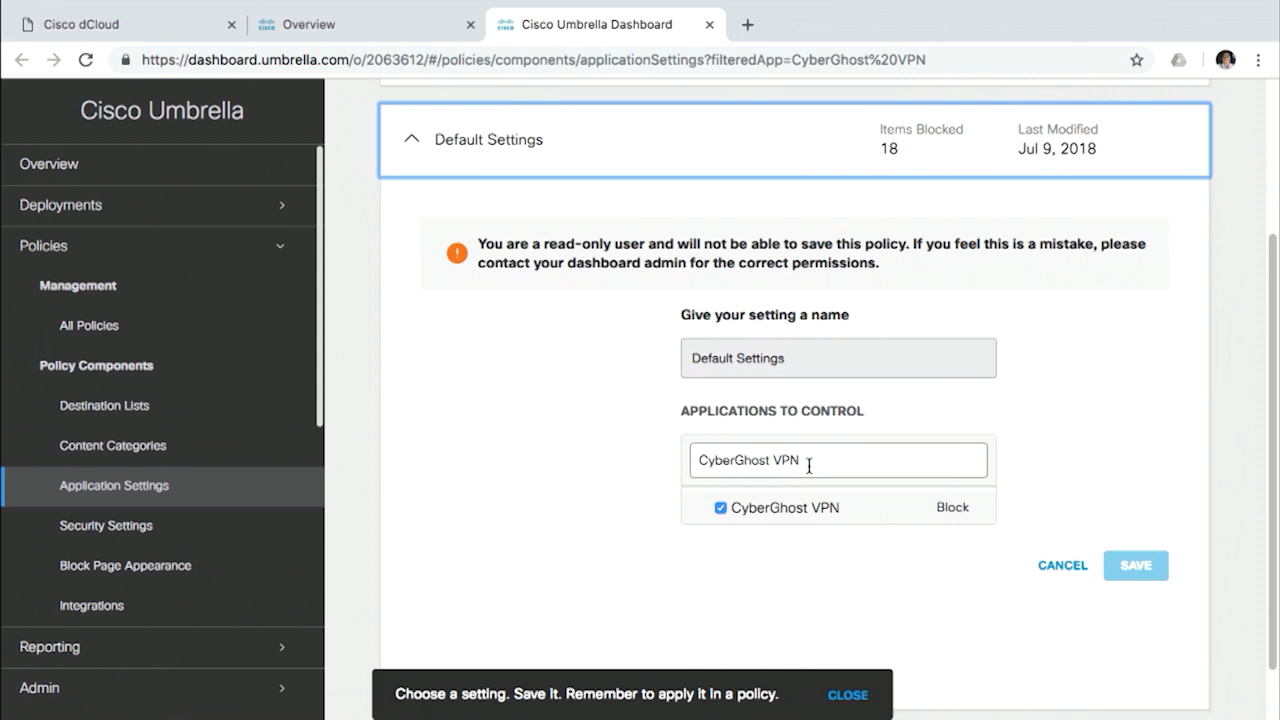 Cisco dCloud
Overview
Cisco Umbrella Dashboard
https://dashboard.umbrella.com/o/2063612/#/policies/components/applicationSettings?filteredApp=CyberGhost%20VPN
Cisco Umbrella
Overview
Deployments
Policies
Management
All Policies
Policy Components
Destination Lists
Content Categories
Application Settings
Security Settings
Block Page Appearance
Integrations
Reporting
Admin
Default Settings
Items Blocked
18
Last Modified
Jul 9, 2018
You are a read-only user and will not be able to save this policy. If you feel this is a mistake, please
contact your dashboard admin for the correct permissions.
Give your setting a name
Default Settings
APPLICATIONS TO CONTROL
CyberGhost VPN
CyberGhost VPN Block
CANCEL SAVE
Choose a setting. Save it. Remember to apply it in a policy. CLOSE